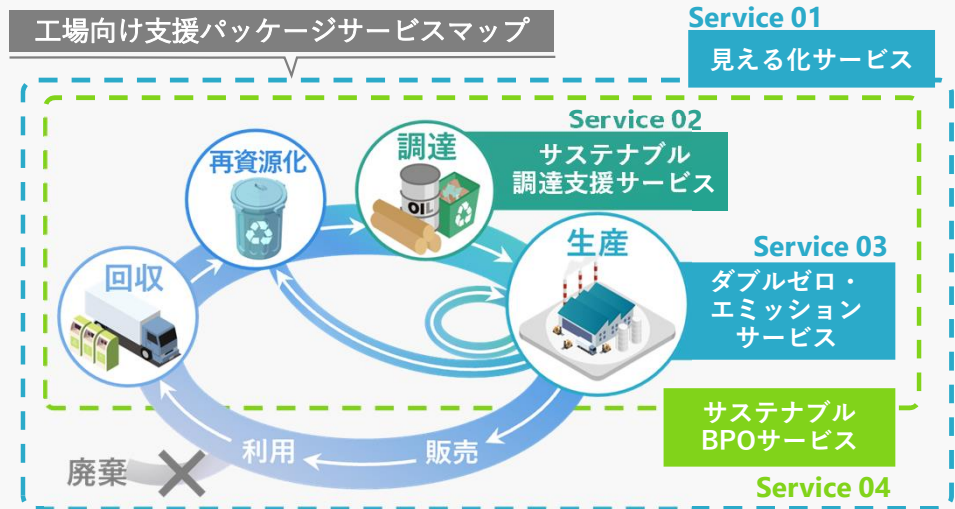 工場向け支援パッケージサービスマップ
Service 01
見える化サービス
Service 02
サステナブル
調達支援サービス
調達
OIL
再資源化
回収
生産
Service 03
ダブルゼロ・
エミッション
サービス
サステナブル
BPOサービス
Service 04
販売
利用
廃棄